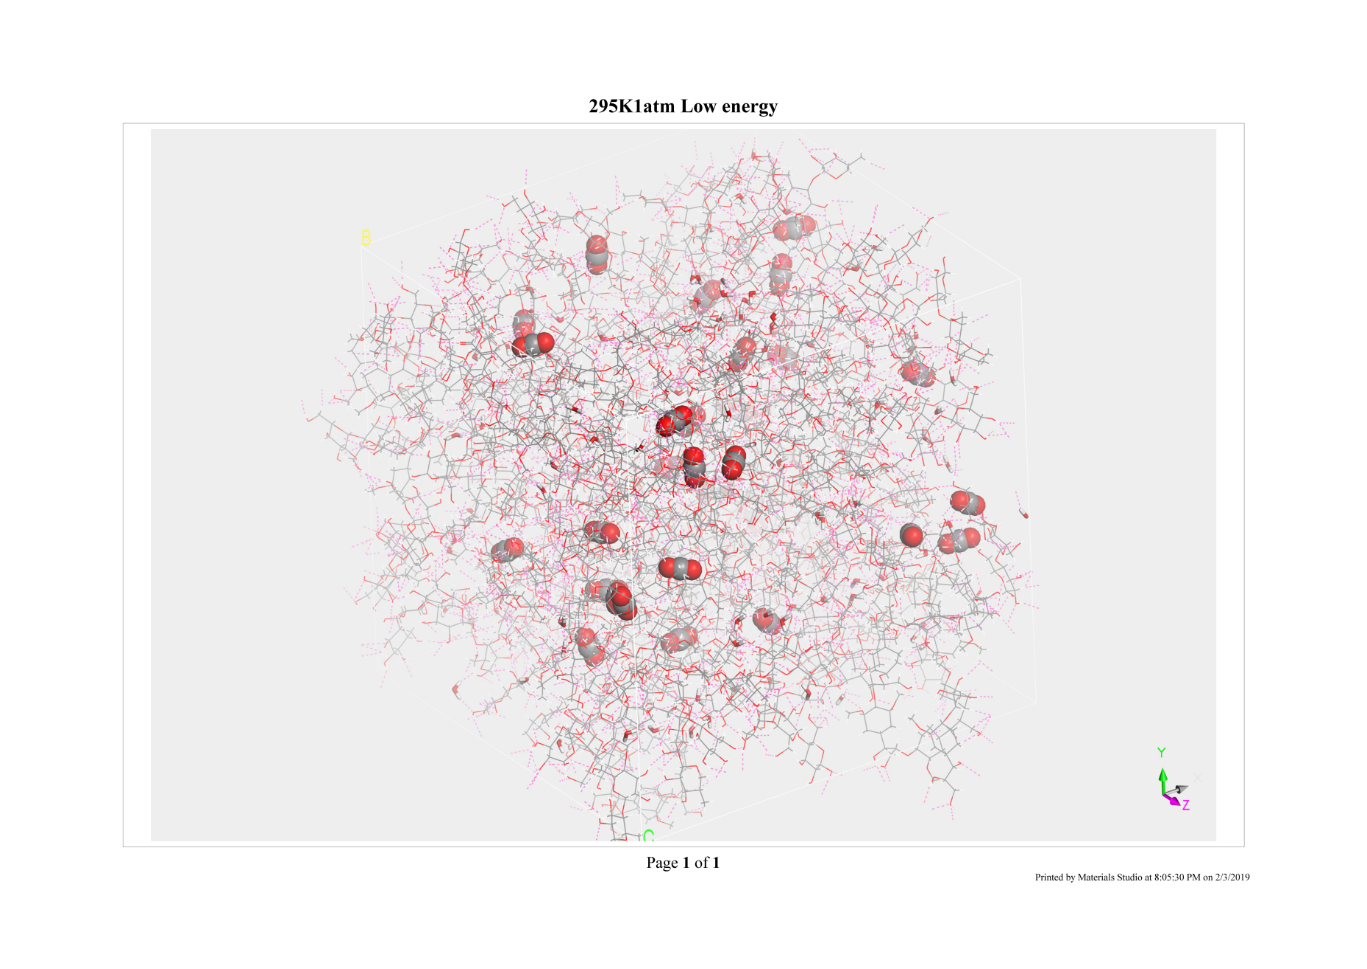 295K1atm Low energy
B
Y
Z
C
Page 1 of 1
Printed by Materials Studio at 8:05:30 PM on 2/3/2019